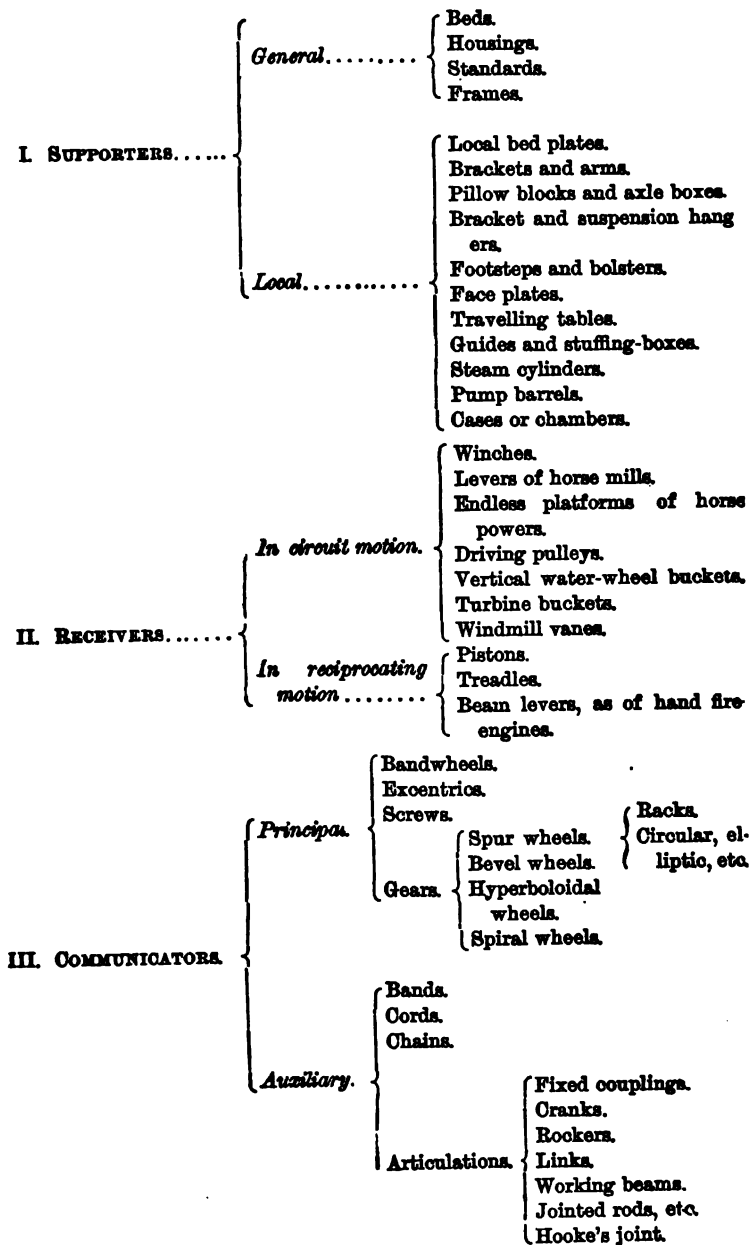 Beds.
General........
Housings.
Standards.
Frames.
I. SUPPORTERS......
Local bed plates.
Brackets and arms.
Pillow blocks and axle boxes.
Bracket and suspension hang
ers.
Footsteps and bolsters.
Local..........
Face plates.
Travelling tables.
Guides and stuffing-boxes.
Steam cylinders.
Pump barrels.
Cases or chambers.
Winches.
Levers of horse mills.
Endless platforms of horse
powers.
In circuit motion.
Driving pulleys.
Vertical water-wheel buckets.
Turbine buckets.
Windmill vanes.
II. RECEIVERS.......
In reciprocating
motion........
Pistons.
Treadles.
Beam levers, as of hand fire-
engines.
Bandwheels.
Excentrics.
Screws.
Principal.
Gears.
Spur wheels.
Racks.
Circular, el-
liptic, etc.
Bevel wheels.
Hyperboloidal
wheels.
Spiral wheels.
III. COMMUNICATORS.
Bands.
Cords.
Chains.
Auxiliary.
Articulations.
Fixed couplings.
Cranks.
Rockers.
Links.
Working beams.
Jointed rods, etc.
Hooke's joint.